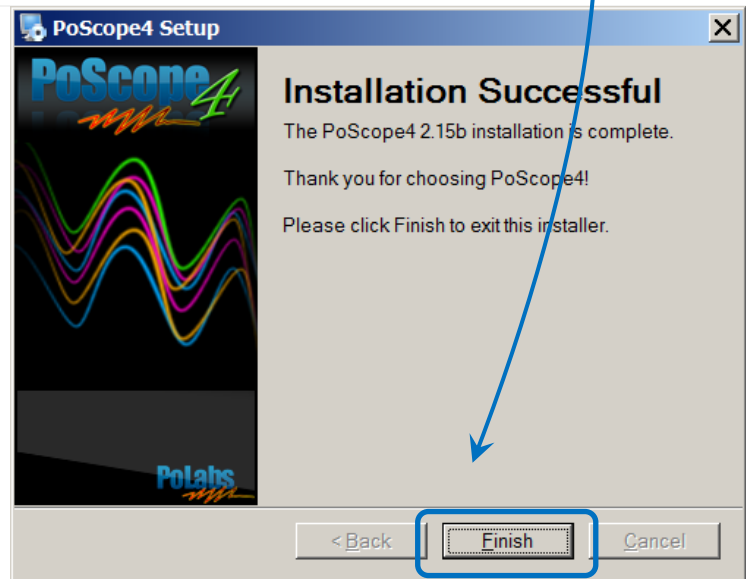 PoScope4 Setup
PoScope4
Installation Successful
The PoScope4 2.15b installation is complete.
Thank you for choosing PoScope4!
Please click Finish to exit this installer.
PoLabs
< Back
Finish
Cancel